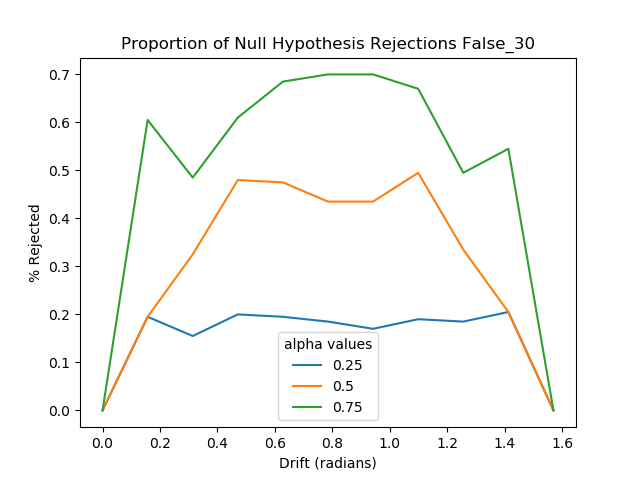 Proportion of Null Hypothesis Rejections False_30
% Rejected
0.7
0.6
0.5
0.4
0.3
0.2
0.1
0.0
alpha values
0.25
0.5
0.75
0.0 0.2 0.4 0.6 0.8 1.0 1.2 1.4 1.6
Drift (radians)